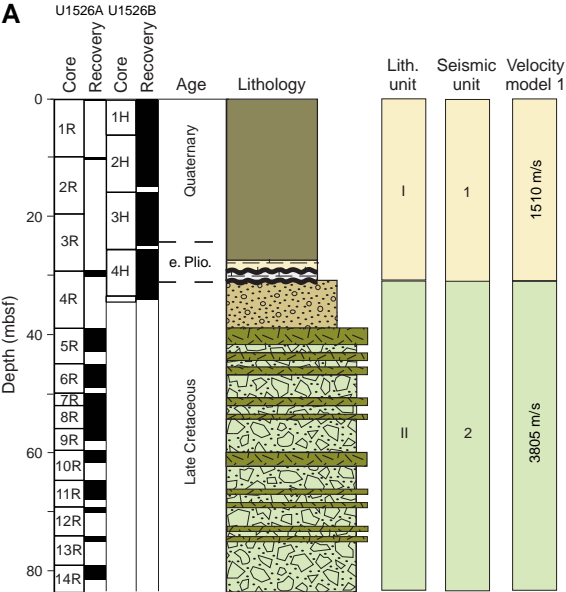 A
U1526A U1526B
Core
Recovery
Core
Recovery
Age
Lithology
Lith.
unit
Seismic
unit
Velocity
model 1
Depth (mbsf)
0
20
40
60
80
1R
2R
3R
4R
5R
6R
7R
8R
9R
10R
11R
12R
13R
14R
1H
2H
3H
4H
Quaternary
e. Plio.
Late Cretaceous
I
II
1
2
1510 m/s
3805 m/s